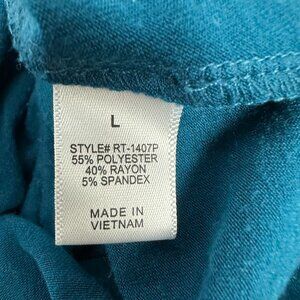 L
STYLE# RT-1407P
55% POLYESTER
40% RAYON
5% SPANDEX
MADE IN
VIETNAM